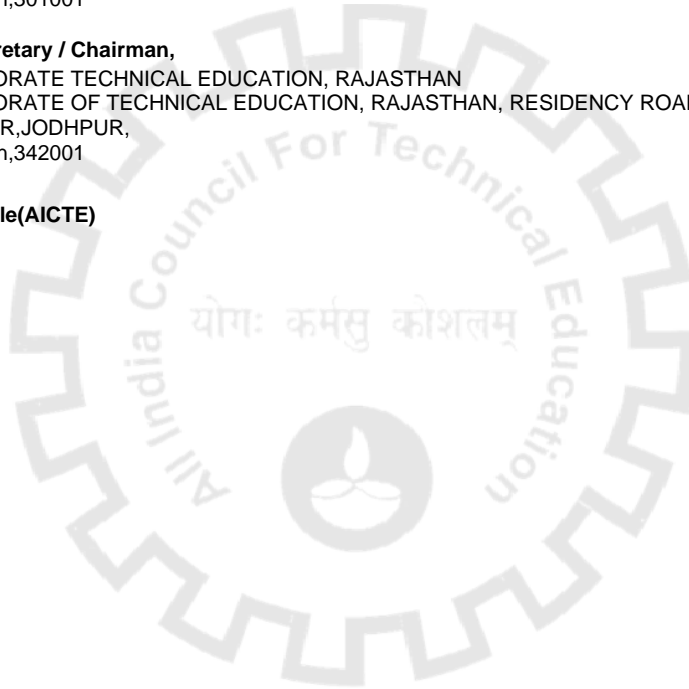 n,301001
retary / Chairman,
ORATE TECHNICAL EDUCATION, RAJASTHAN
ORATE OF TECHNICAL EDUCATION, RAJASTHAN, RESIDENCY ROAD
R,JODHPUR,
n,342001
le(AICTE)
All India Council For Technical Education
योगः कर्मसु कोशलम्